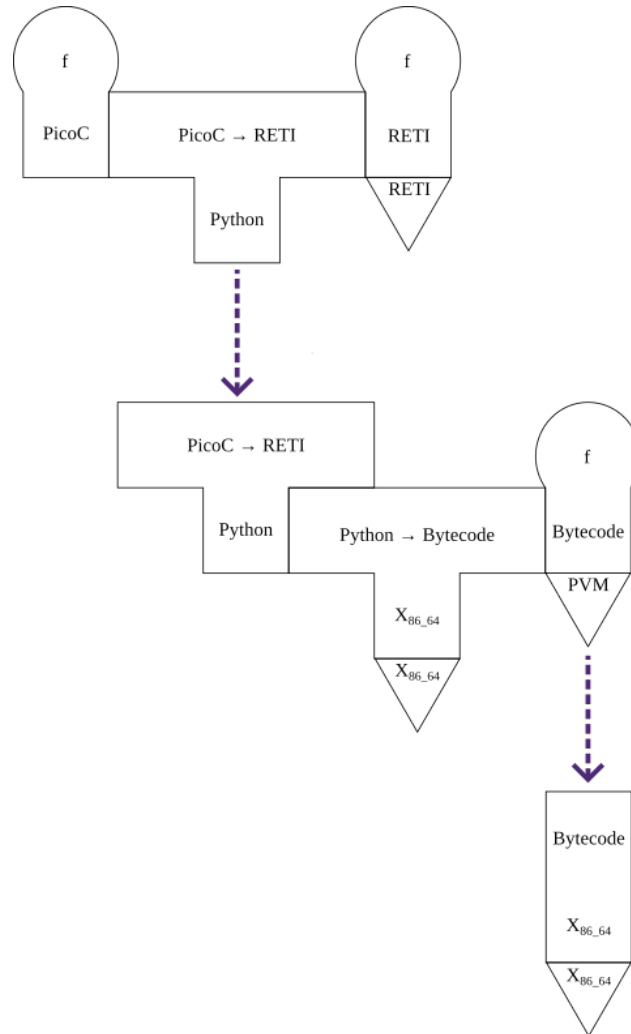 f
f
PicoC
PicoC → RETI
RETI
RETI
Python
PicoC → RETI
f
Python
Python → Bytecode
Bytecode
PVM
X86_64
X86_64
Bytecode
X86_64
X86_64